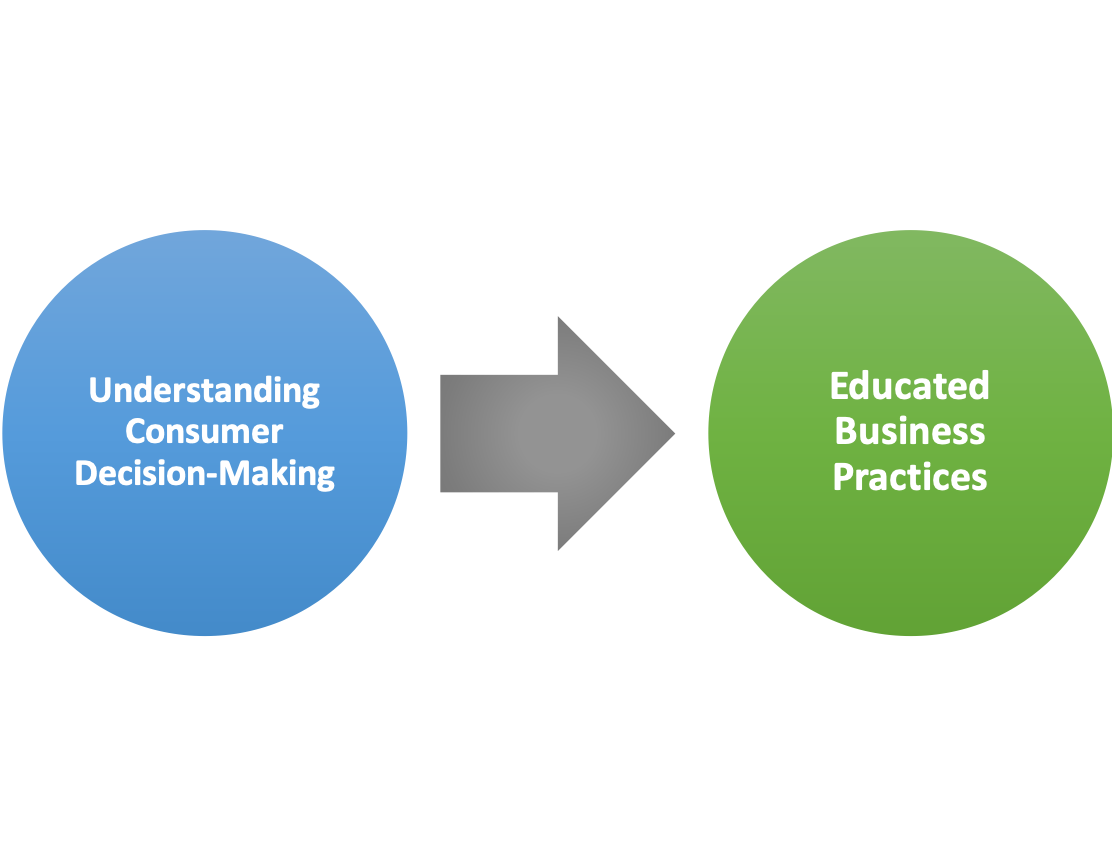 Understanding
Consumer
Decision-Making
Educated
Business
Practices